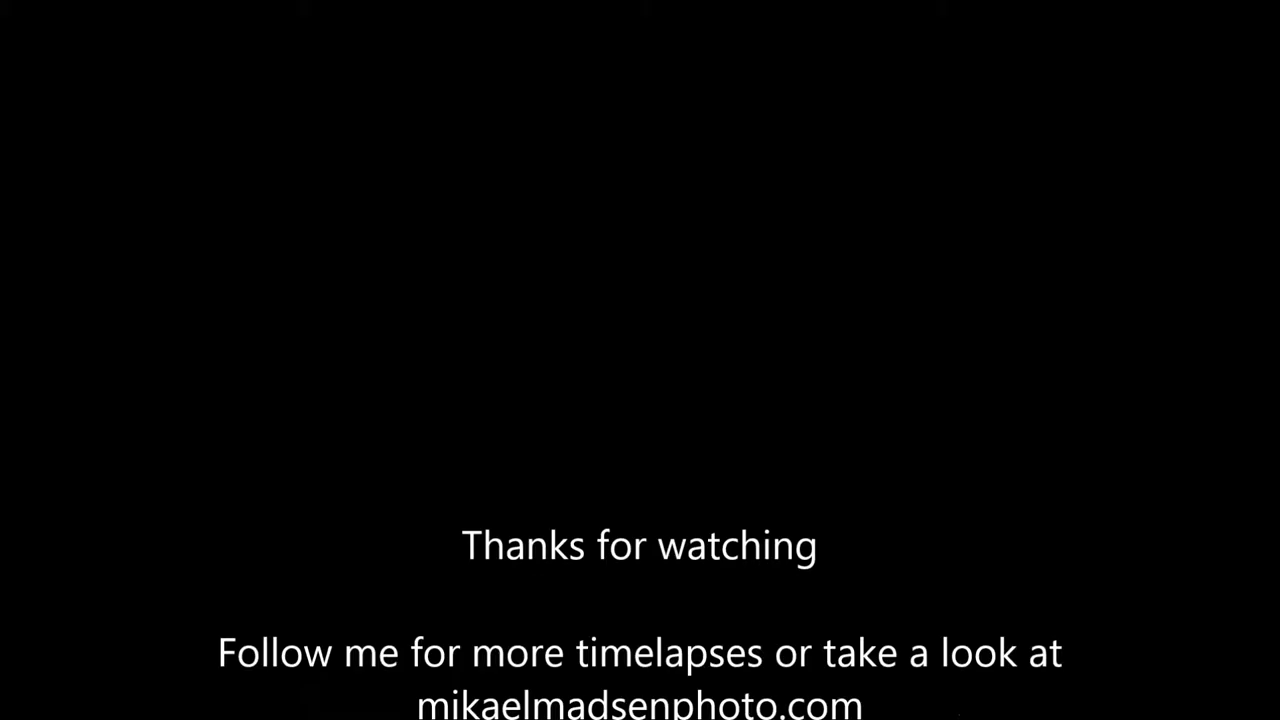 Thanks for watching
Follow me for more timelapses or take a look at
mikaelmadsenphoto.com